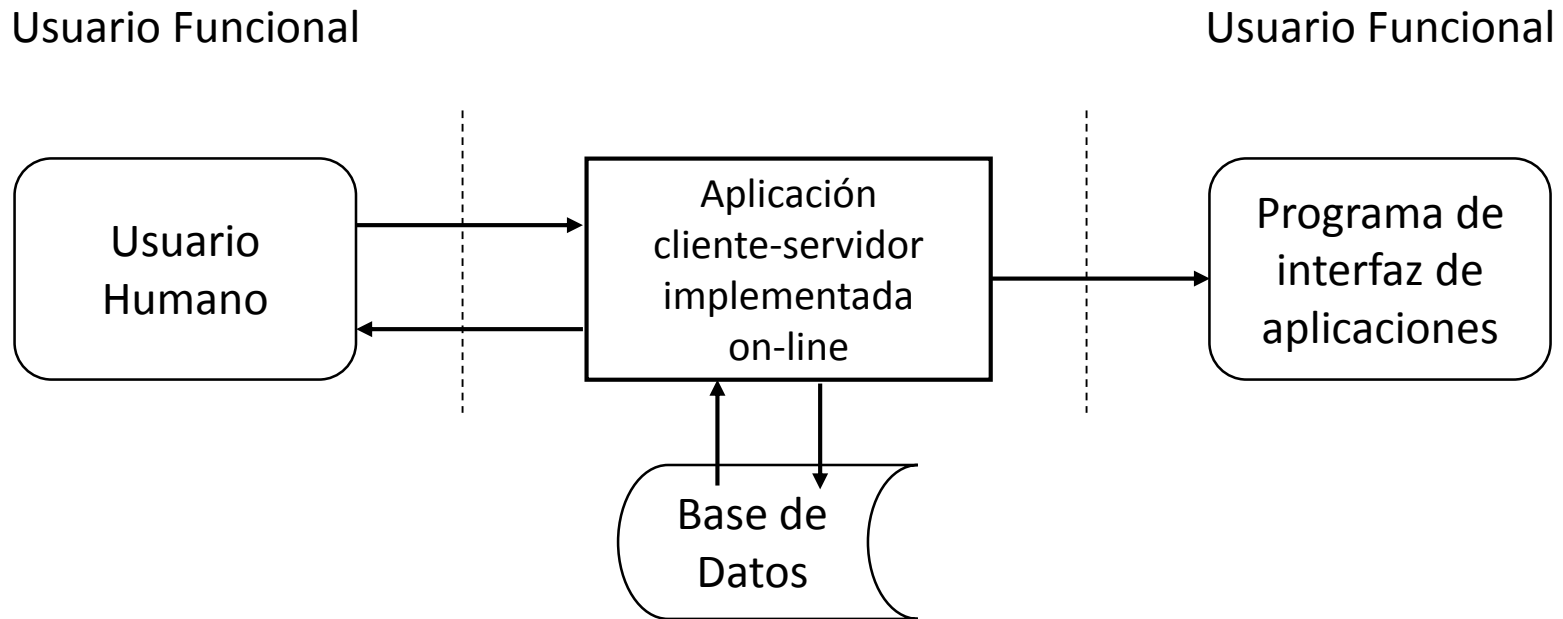 Usuario Funcional
Usuario Funcional
Usuario
Humano
Aplicación
cliente-servidor
implementada
on-line
Programa de
interfaz de
aplicaciones
Base de
Datos